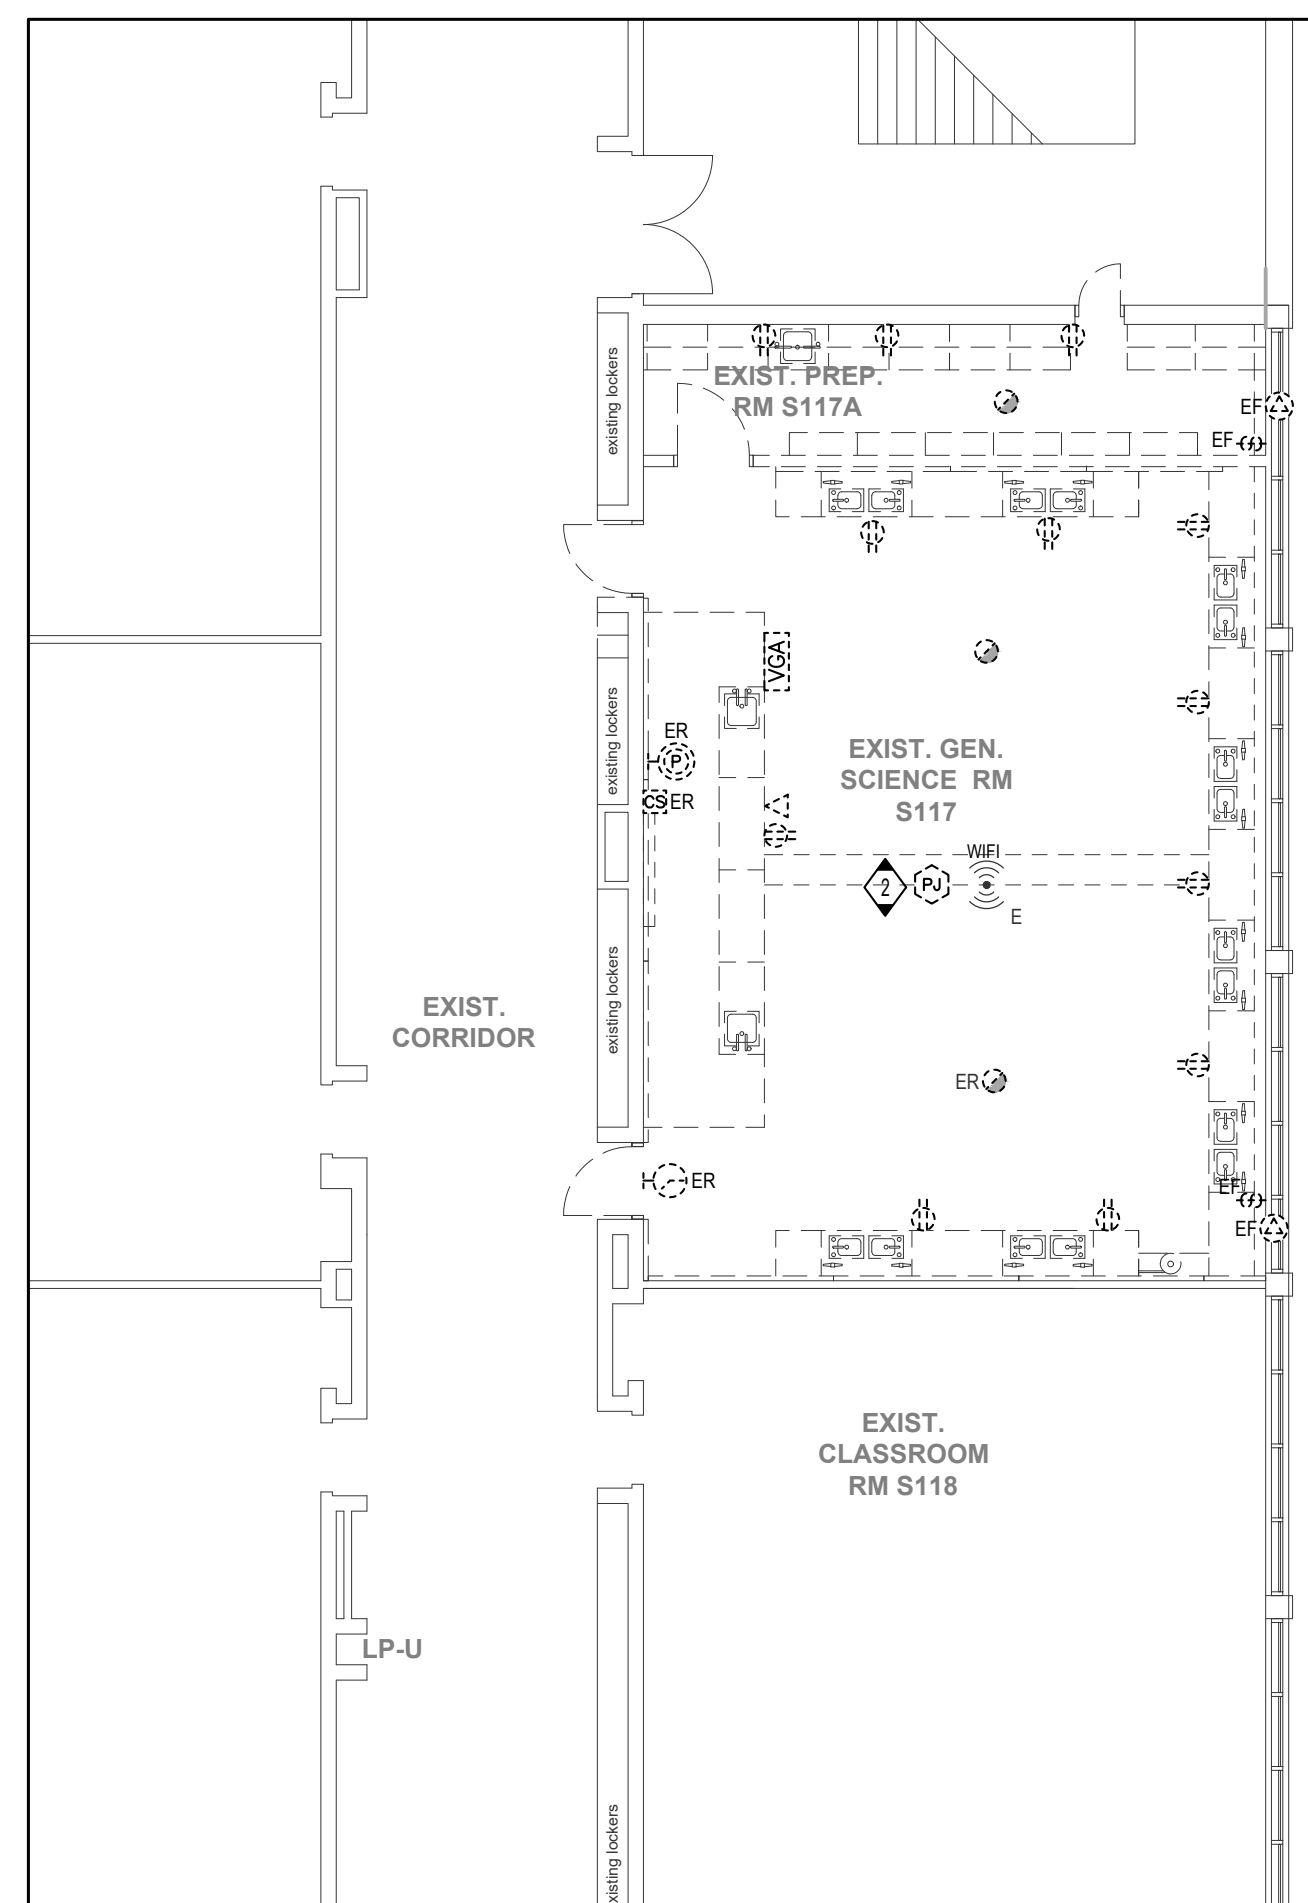 existing lockers
EXIST. PREP.
RM S117A
EF
EF
VGA
existing lockers
ER
P
CS ER
EXIST. GEN.
SCIENCE RM
S117
WIFI
2
PJ
E
existing lockers
EXIST.
CORRIDOR
ER
ER
EF
EF
EXIST.
CLASSROOM
RM S118
LP-U
existing lockers